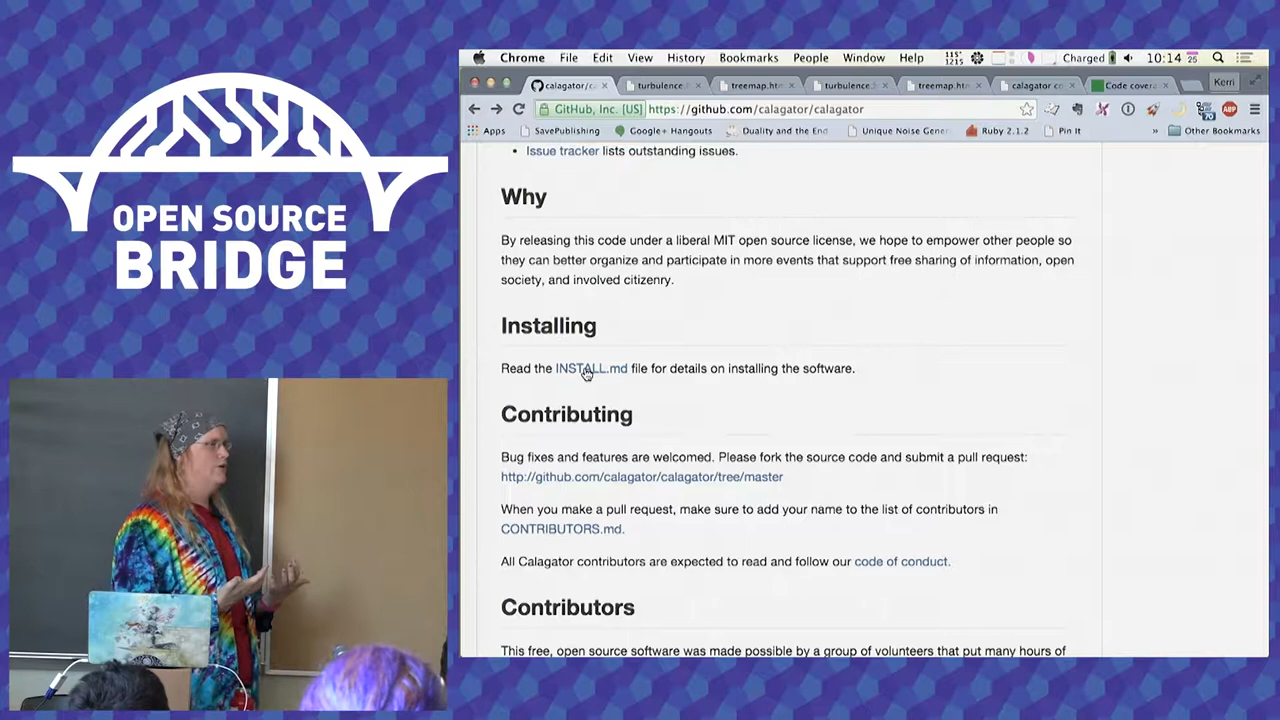 OPEN SOURCE
BRIDGE
Chrome File Edit View History Bookmarks People Window Help 115° 1215 Charged 10:14 25
calagator/c turbulence treemap.htm turbulence. treemap.htm calagator co Code cover Kerri
GitHub, Inc. [US] https://github.com/calagator/calagator 70 ABP
Apps SavePublishing Google+ Hangouts Duality and the End Unique Noise Gener Ruby 2.1.2 Pin It » Other Bookmarks
• Issue tracker lists outstanding issues.
Why
By releasing this code under a liberal MIT open source license, we hope to empower other people so
they can better organize and participate in more events that support free sharing of information, open
society, and involved citizenry.
Installing
Read the INSTALL.md file for details on installing the software.
Contributing
Bug fixes and features are welcomed. Please fork the source code and submit a pull request:
http://github.com/calagator/calagator/tree/master
When you make a pull request, make sure to add your name to the list of contributors in
CONTRIBUTORS.md.
All Calagator contributors are expected to read and follow our code of conduct.
Contributors
This free, open source software was made possible by a group of volunteers that put many hours of